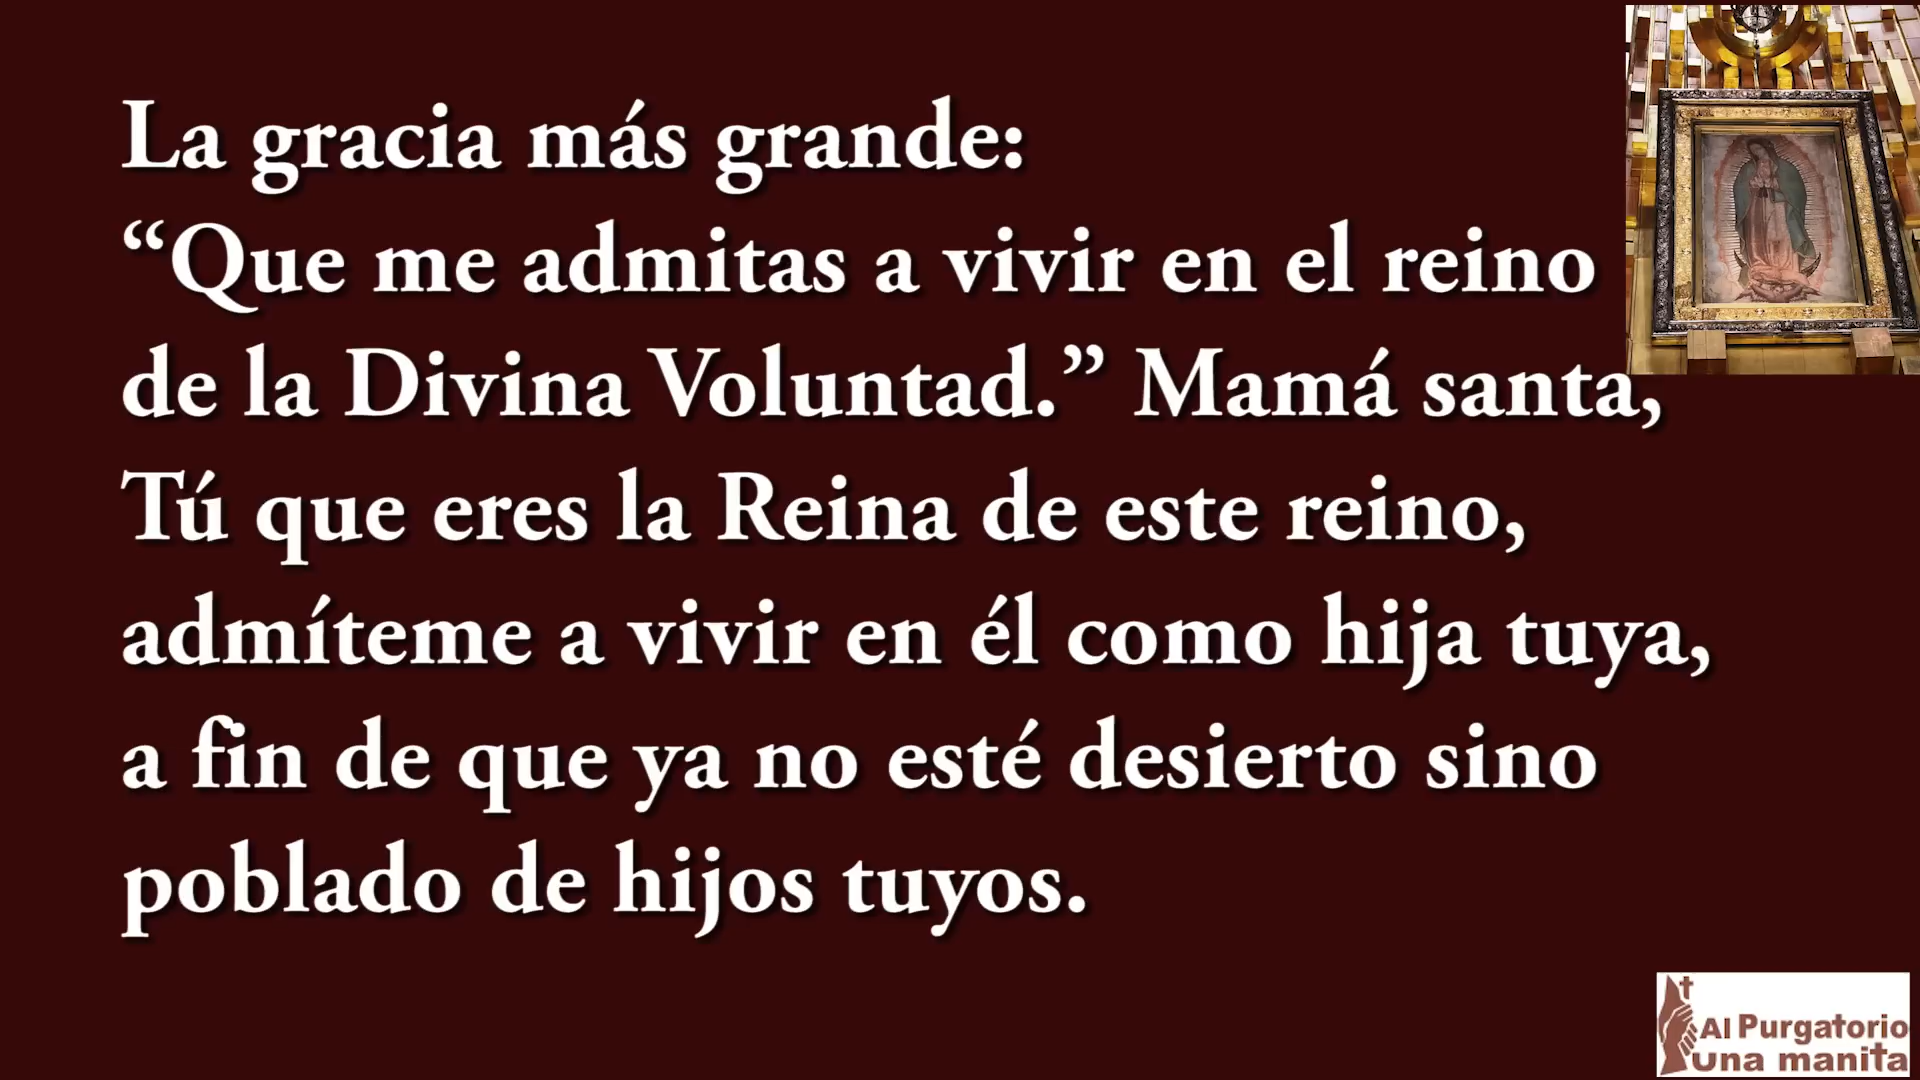 La gracia más grande:
“Que me admitas a vivir en el reino
de la Divina Voluntad.” Mamá santa,
Tú que eres la Reina de este reino,
admíteme a vivir en él como hija tuya,
a fin de que ya no esté desierto sino
poblado de hijos tuyos.
Al Purgatorio
una manita